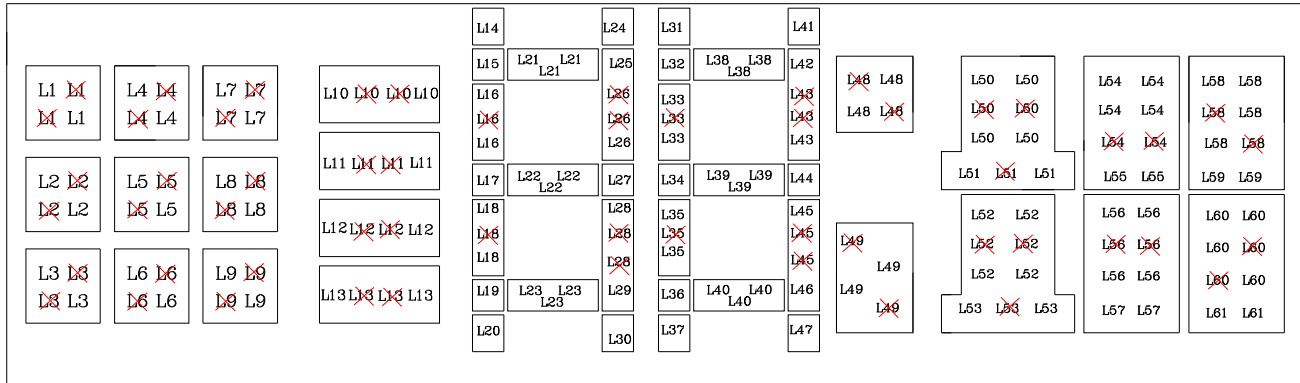 L1 L1
L1 L1
L4 L4
L4 L4
L7 L7
L7 L7
L2 L2
L2 L2
L5 L5
L5 L5
L8 L8
L8 L8
L3 L3
L3 L3
L6 L6
L6 L6
L9 L9
L9 L9
L10 L10 L10 L10
L11 L11 L11 L11
L12 L12 L12 L12
L13 L13 L13 L13
L14
L15
L16
L16
L16
L17
L18
L18
L18
L19
L20
L21 L21
L21
L22 L22
L22
L23 L23
L23
L24
L25
L26
L26
L26
L27
L28
L28
L28
L29
L30
L31
L32
L33
L33
L33
L34
L35
L35
L35
L36
L37
L38 L38
L38
L39 L39
L39
L40 L40
L40
L41
L42
L43
L43
L43
L44
L45
L45
L45
L46
L47
L48 L48
L48 L48
L49
L49
L49
L49
L50 L50
L50 L50
L50 L50
L51 L51 L51
L52 L52
L52 L52
L52 L52
L53 L53 L53
L54 L54
L54 L54
L54 L54
L55 L55
L56 L56
L56 L56
L56 L56
L57 L57
L58 L58
L58 L58
L58 L58
L59 L59
L60 L60
L60 L60
L60 L60
L61 L61